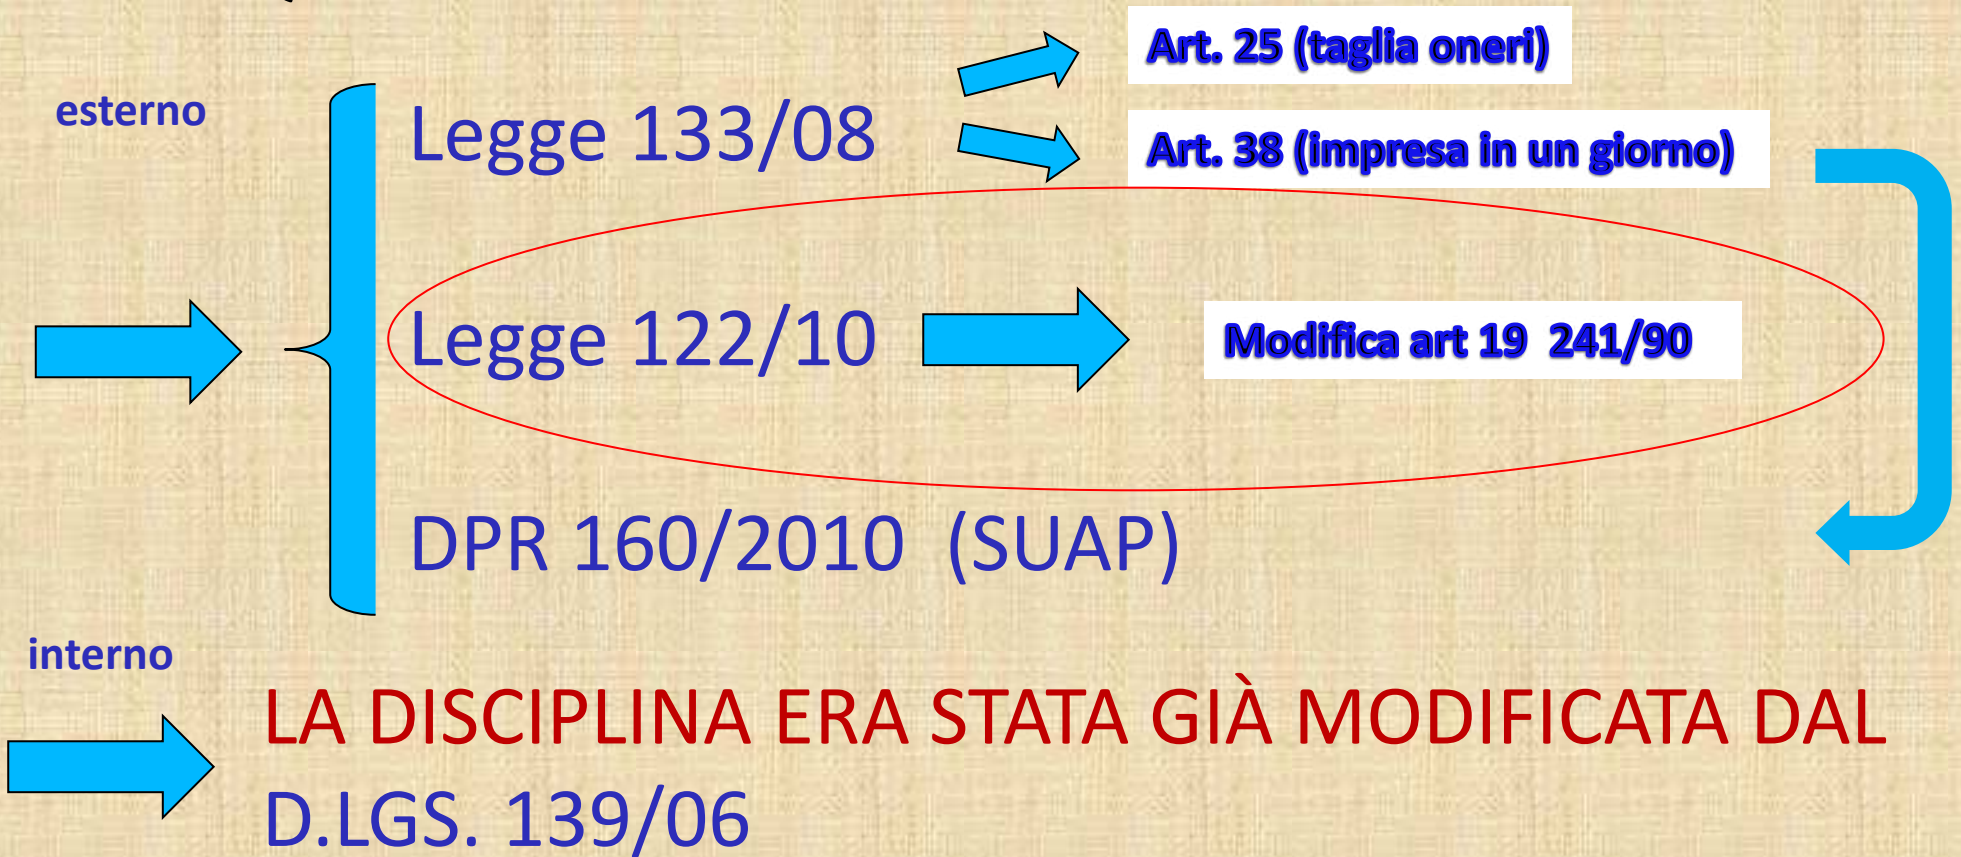 esterno
Legge 133/08
Art. 25 (taglia oneri)
Art. 38 (impresa in un giorno)
Legge 122/10
Modifica art 19 241/90
DPR 160/2010 (SUAP)
interno
LA DISCIPLINA ERA STATA GIÀ MODIFICATA DAL
D.LGS. 139/06